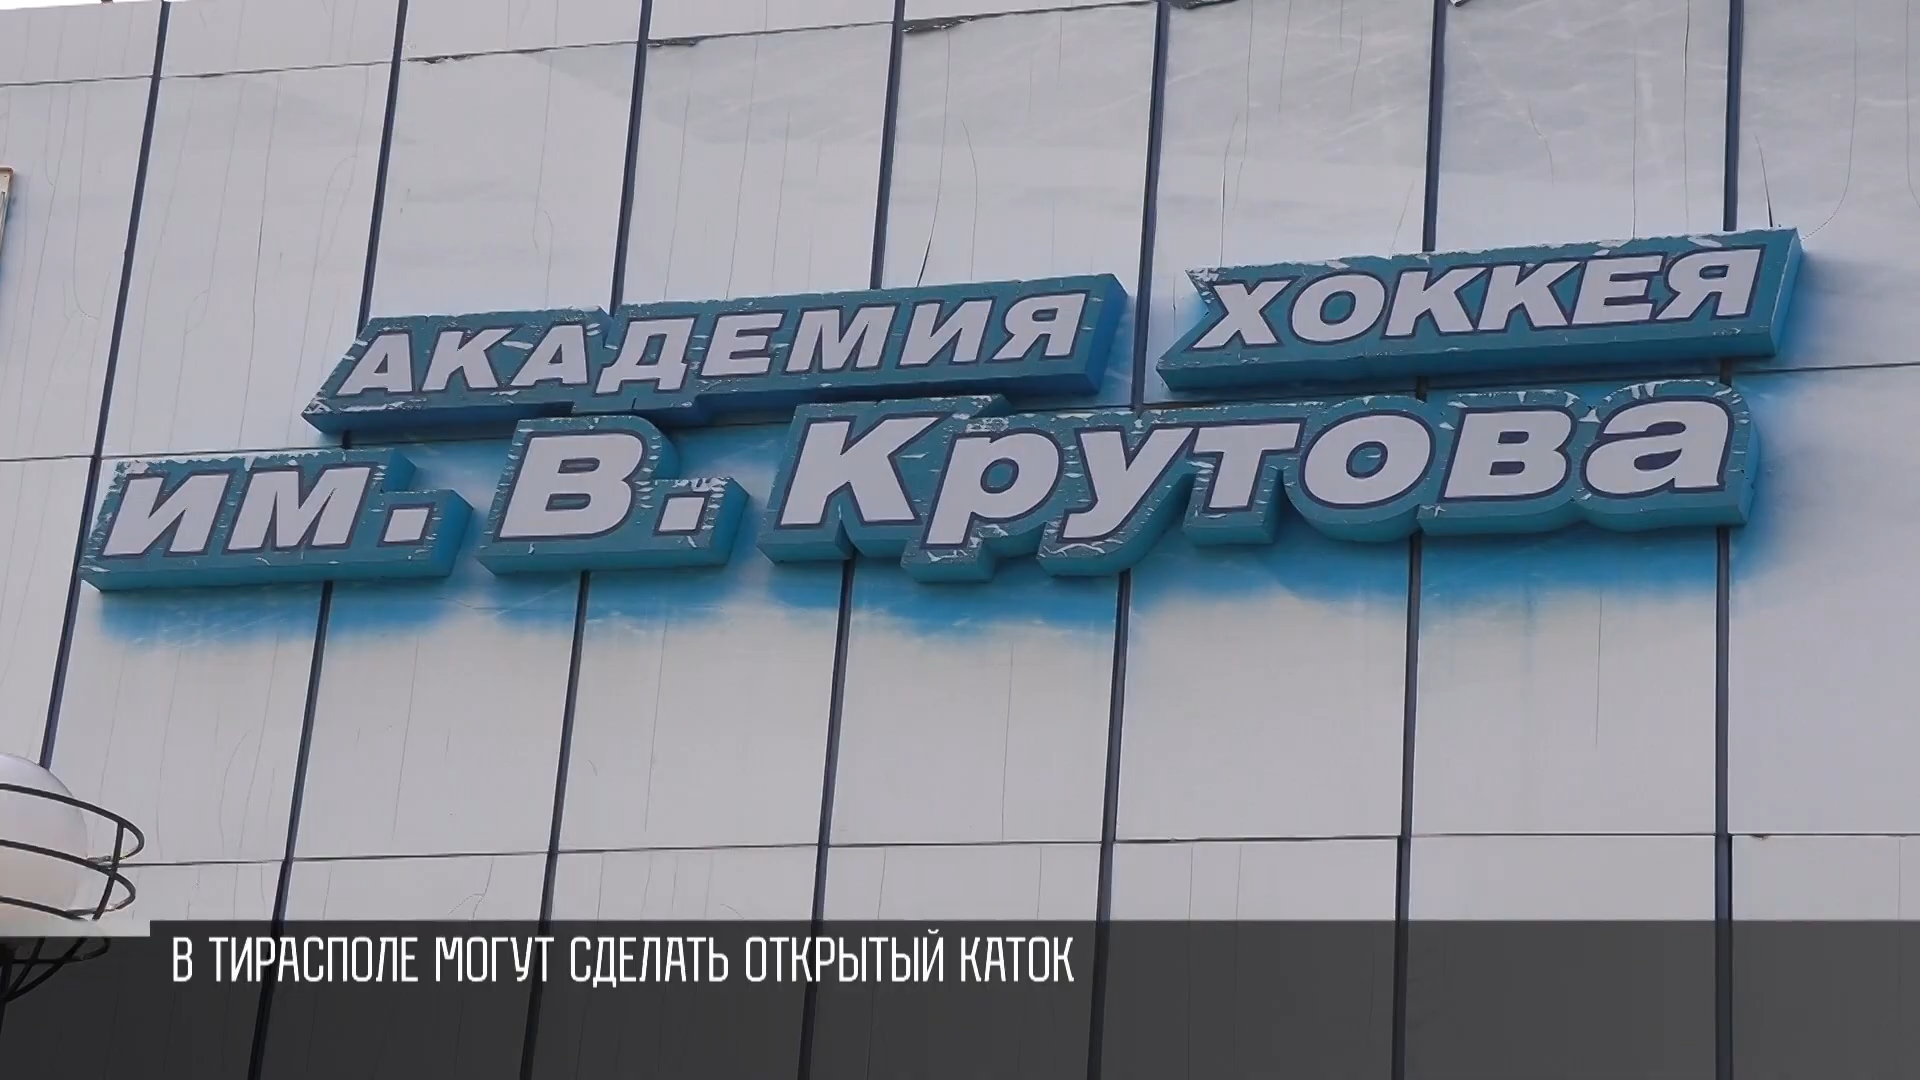 АКАДЕМИЯ ХОККЕЯ
им. В. Крутова
В ТИРАСПОЛЕ МОГУТ СДЕЛАТЬ ОТКРЫТЫЙ КАТОК